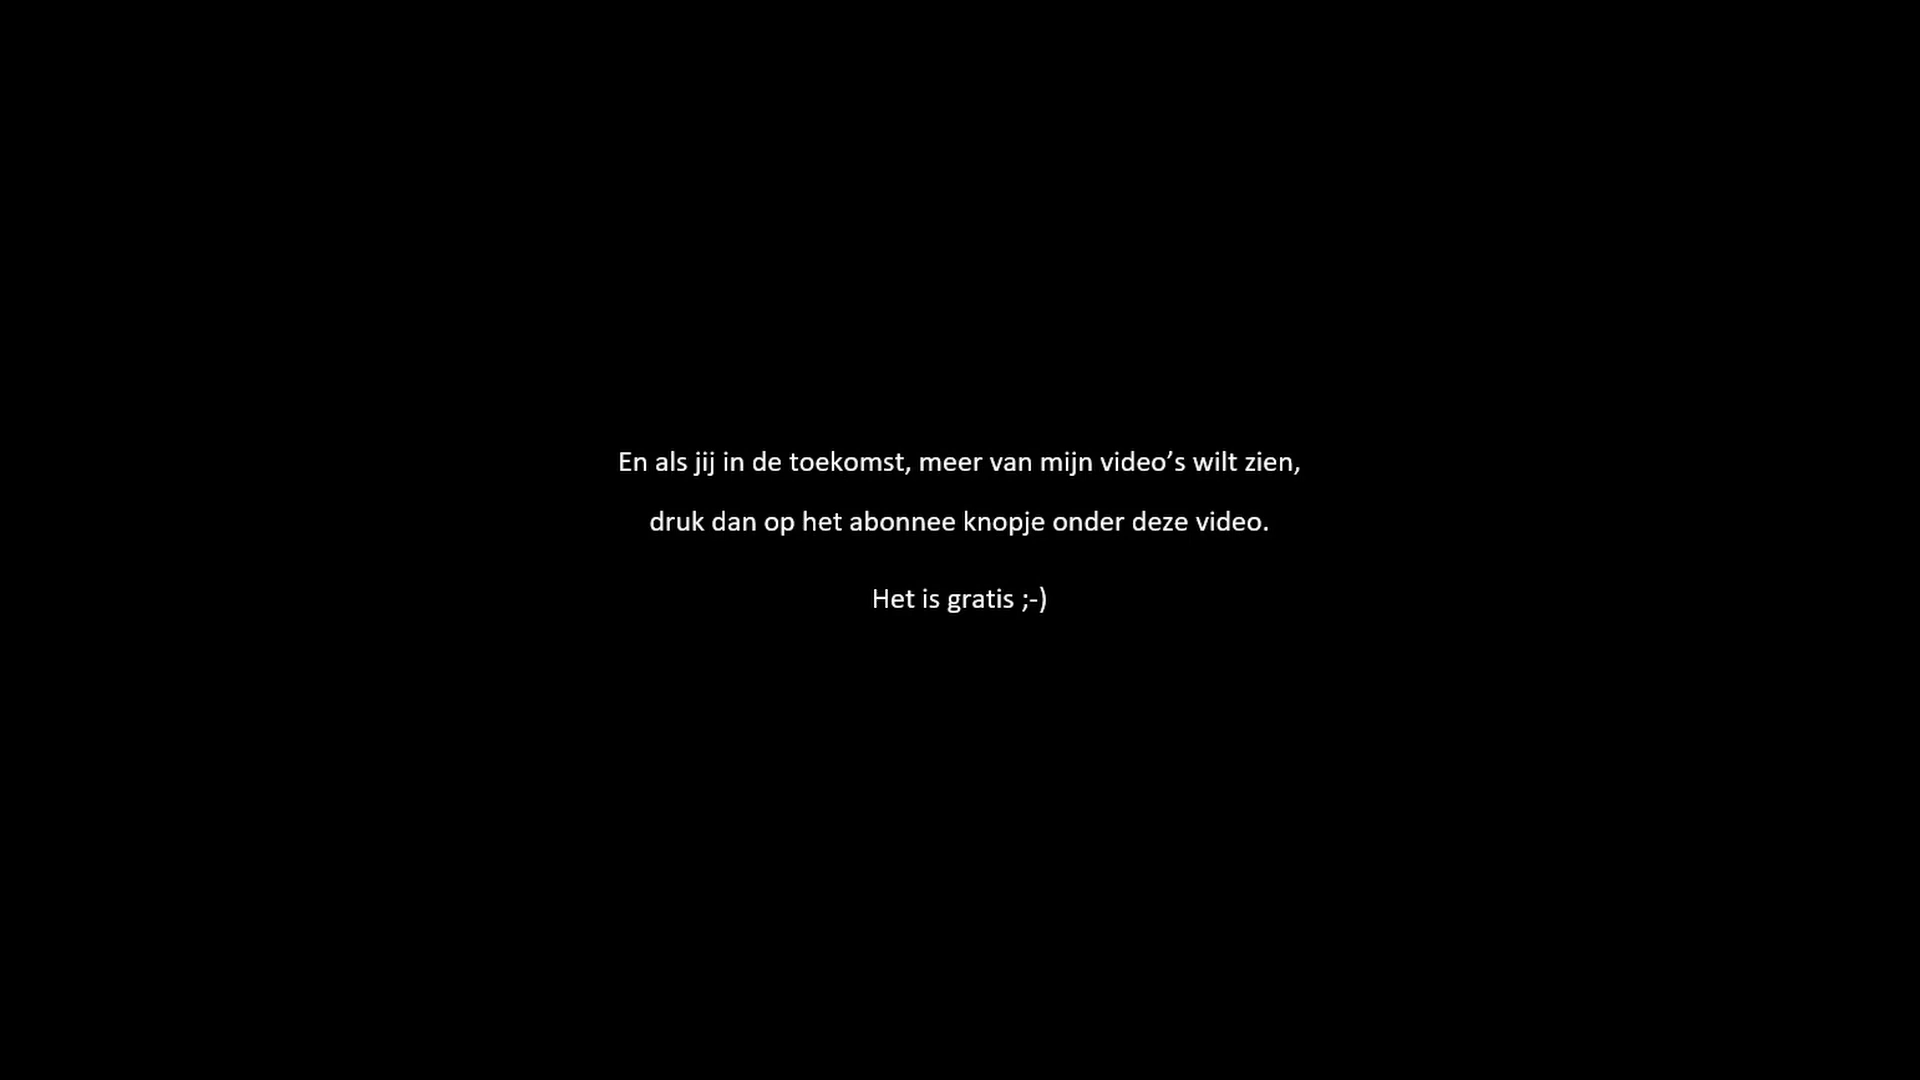 En als jij in de toekomst, meer van mijn video’s wilt zien,
druk dan op het abonnee knopje onder deze video.
Het is gratis ;-)